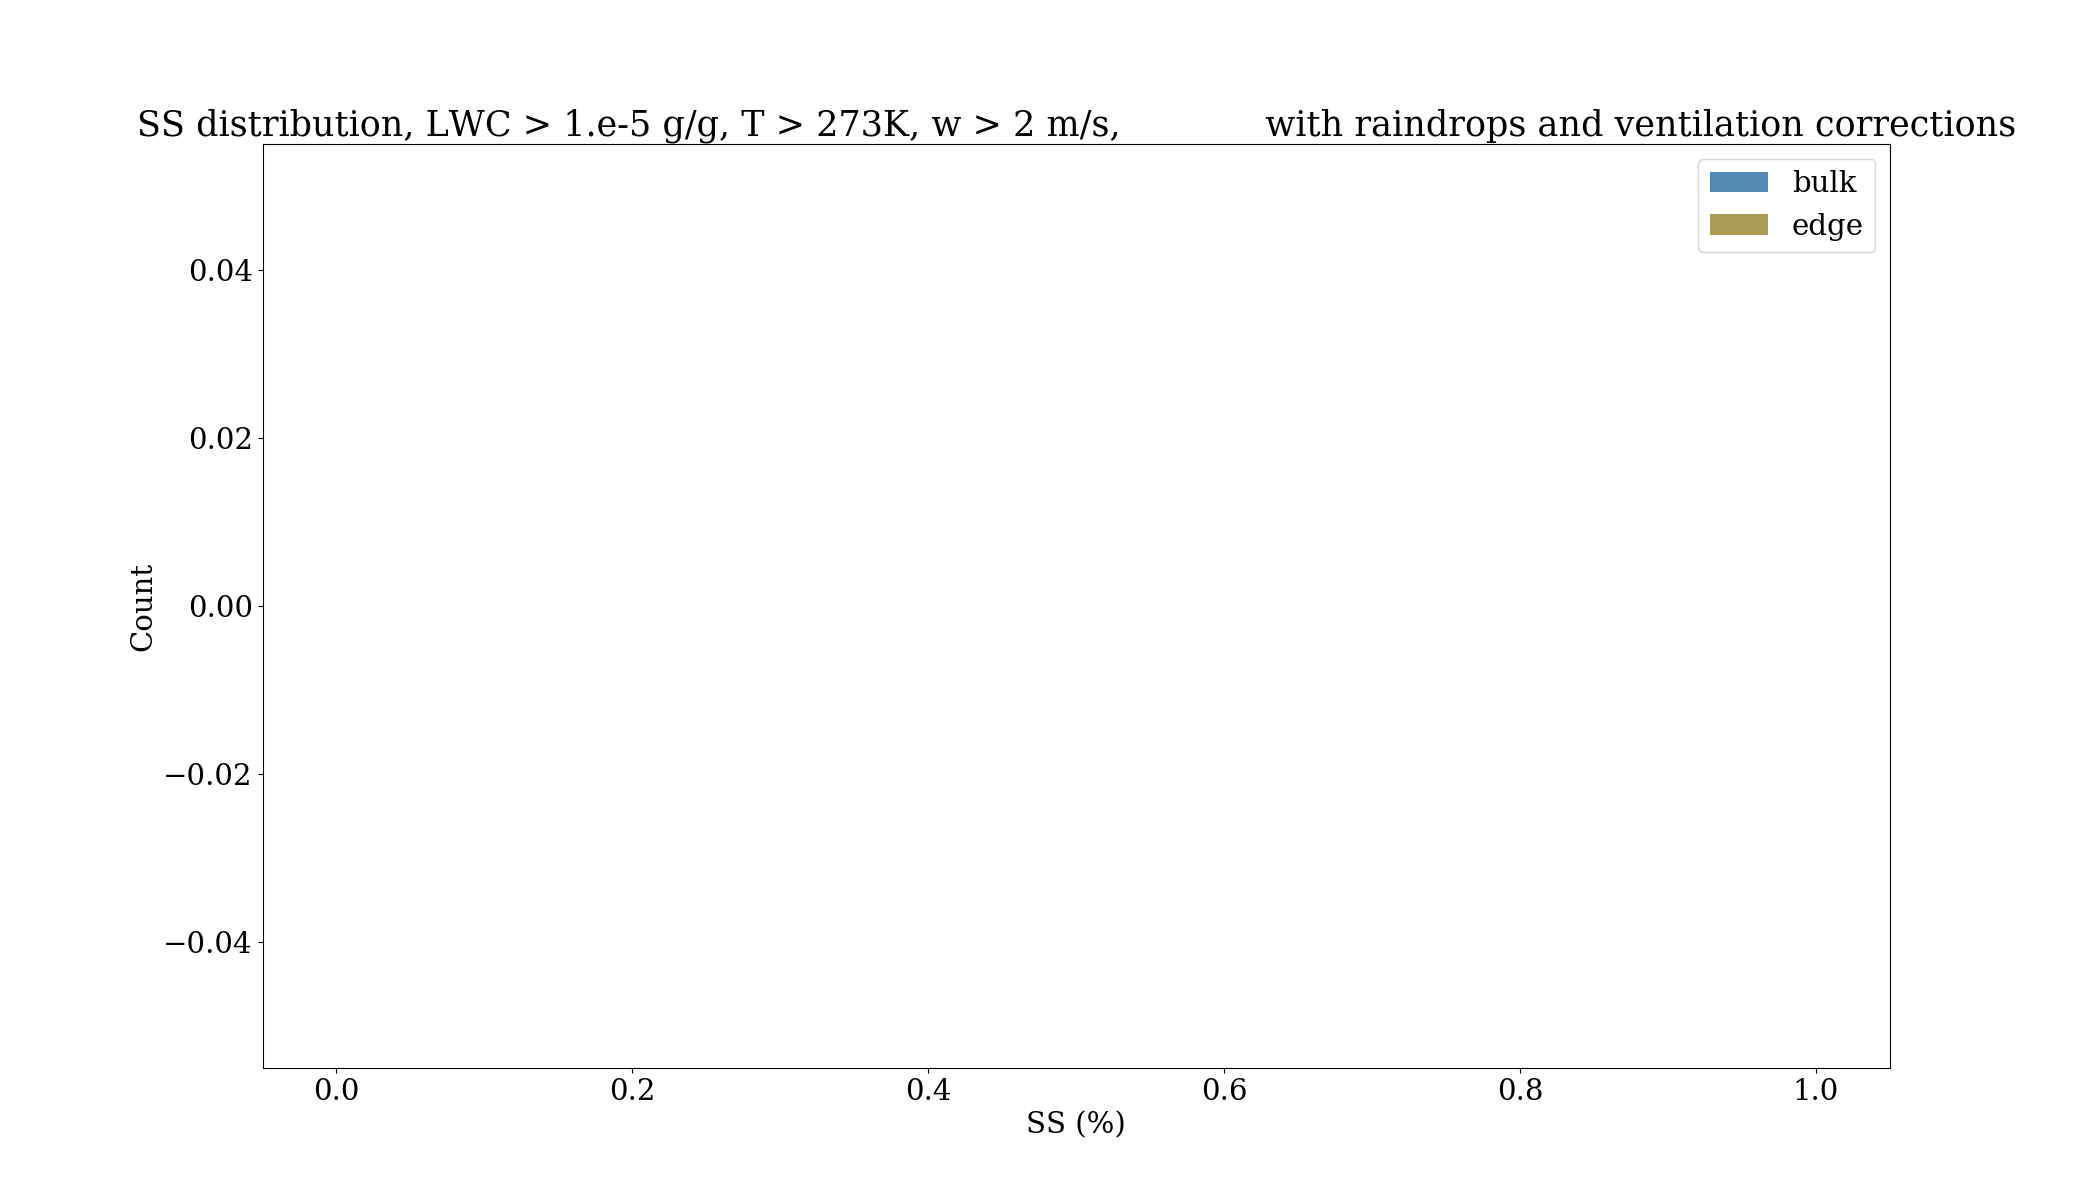 SS distribution, LWC > 1.e-5 g/g, T > 273K, w > 2 m/s, with raindrops and ventilation corrections
bulk
edge
0.04
0.02
0.00
−0.02
−0.04
Count
0.0 0.2 0.4 0.6 0.8 1.0
SS (%)